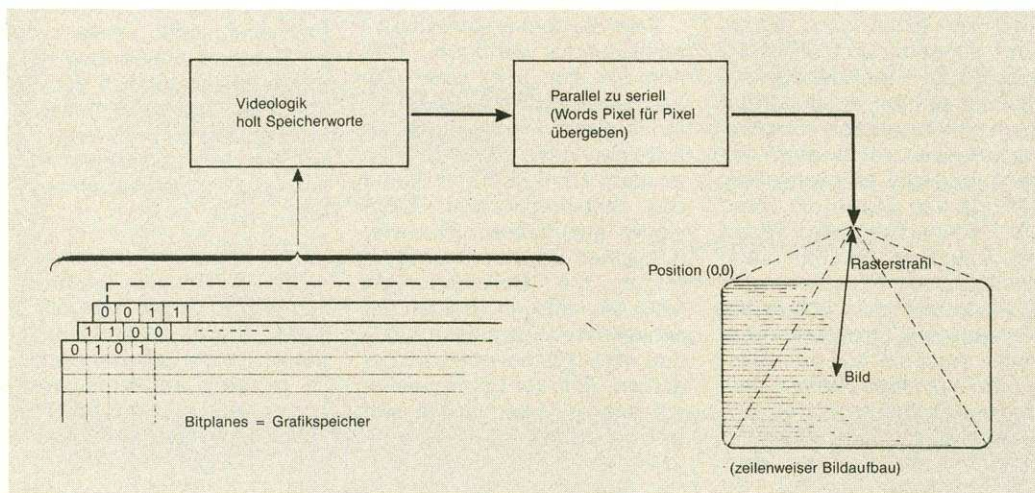 Videologik
holt Speicherworte
Parallel zu seriell
(Words Pixel für Pixel
übergeben)
Position (0,0)
Rasterstrahl
0 0 1 1
1 1 0 0
0 1 0 1
Bild
Bitplanes = Grafikspeicher
(zeilenweiser Bildaufbau)